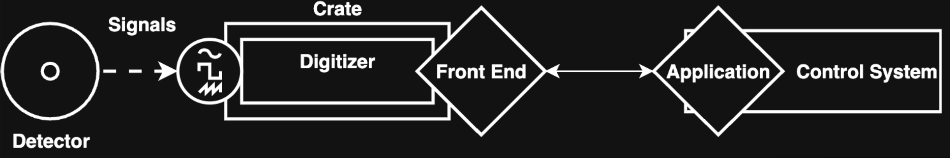 Crate
Signals
Digitizer
Front End
Application
Control System
Detector